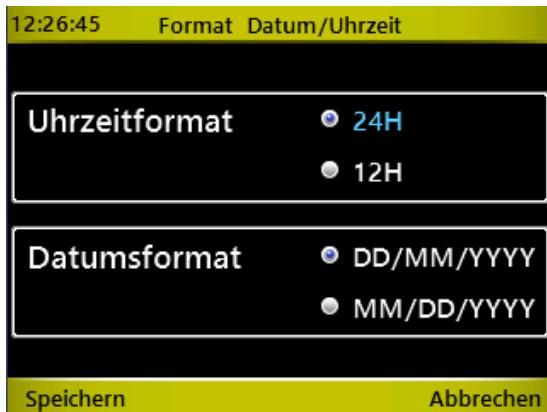 12:26:45 Format Datum/Uhrzeit
Uhrzeitformat 24H
12H
Datumsformat DD/MM/YYYY
MM/DD/YYYY
Speichern Abbrechen